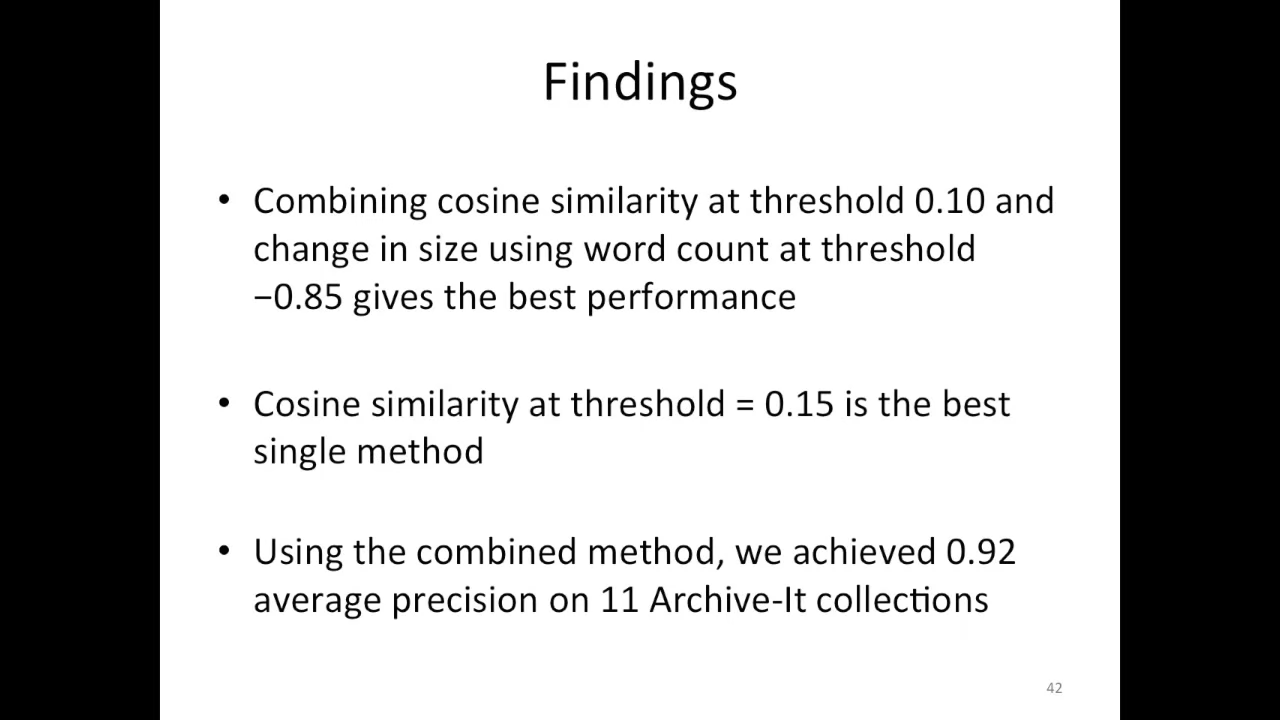 Findings
• Combining cosine similarity at threshold 0.10 and
change in size using word count at threshold
−0.85 gives the best performance
• Cosine similarity at threshold = 0.15 is the best
single method
• Using the combined method, we achieved 0.92
average precision on 11 Archive-It collections
42